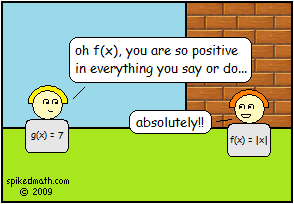 oh f(x), you are so positive
in everything you say or do...
absolutely!!
g(x) = 7
f(x) = |x|
spikedmath.com
© 2009